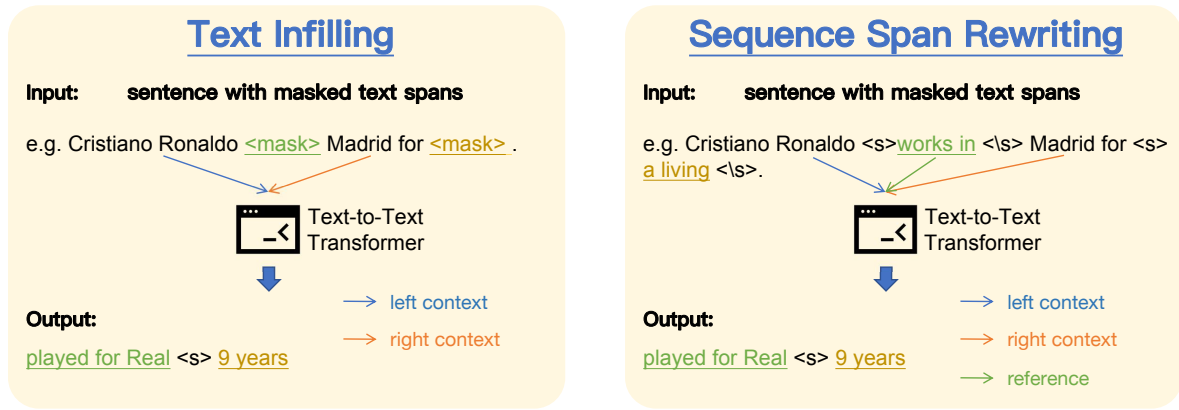 Text Infilling
Input: sentence with masked text spans
e.g. Cristiano Ronaldo <mask> Madrid for <mask> .
Text-to-Text
Transformer
left context
Output:
right context
played for Real <s> 9 years
Sequence Span Rewriting
Input: sentence with masked text spans
e.g. Cristiano Ronaldo <s>works in <\s> Madrid for <s>
a living <\s>.
Text-to-Text
Transformer
left context
Output:
right context
played for Real <s> 9 years
reference